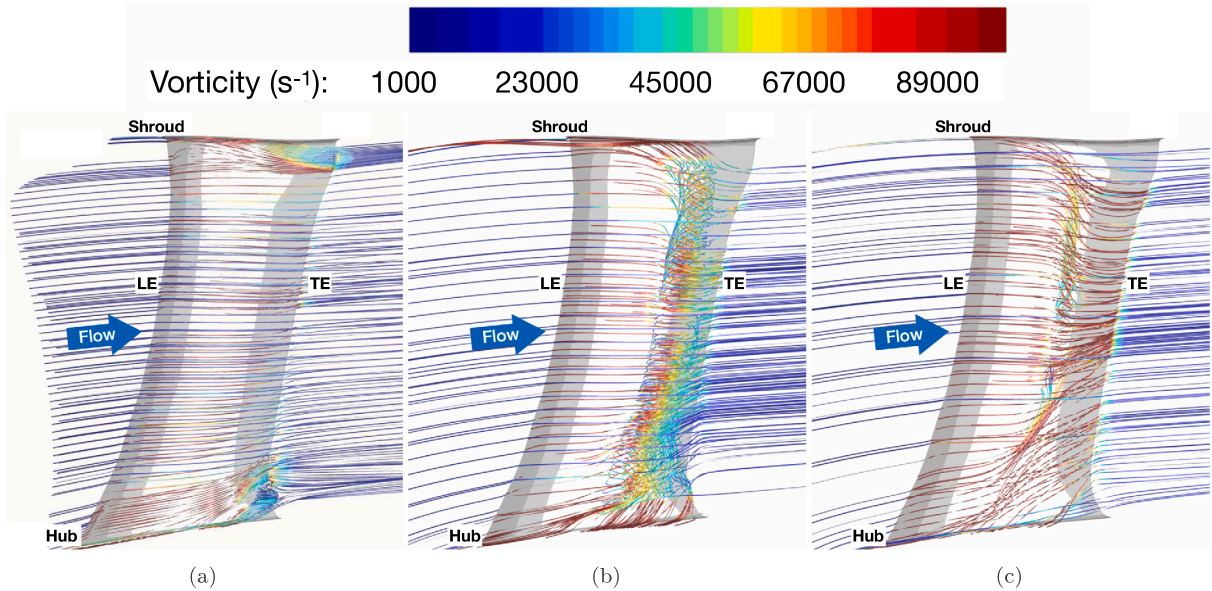 Vorticity (s⁻¹): 1000 23000 45000 67000 89000
Shroud Shroud Shroud
LE TE LE TE LE TE
Flow Flow Flow
Hub Hub Hub
(a) (b) (c)